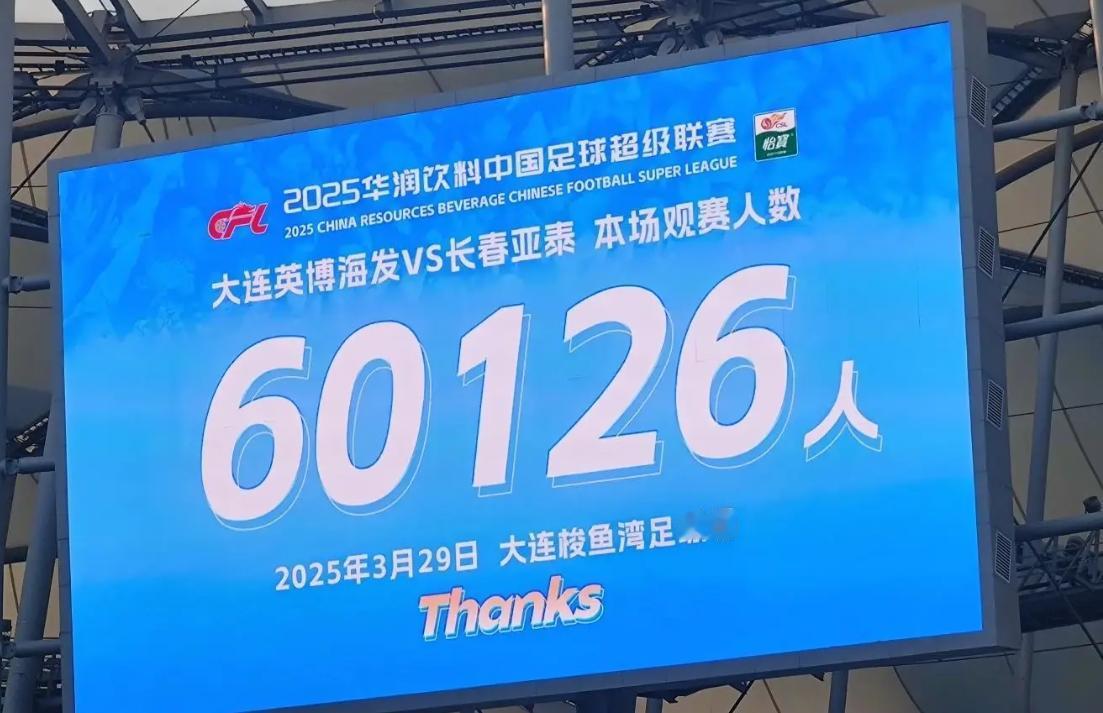 CFL
2025华润饮料中国足球超级联赛
2025 CHINA RESOURCES BEVERAGE CHINESE FOOTBALL SUPER LEAGUE
CSL
怡寶
大连英博海发VS长春亚泰 本场观赛人数
60126人
2025年3月29日 大连梭鱼湾足
Thanks